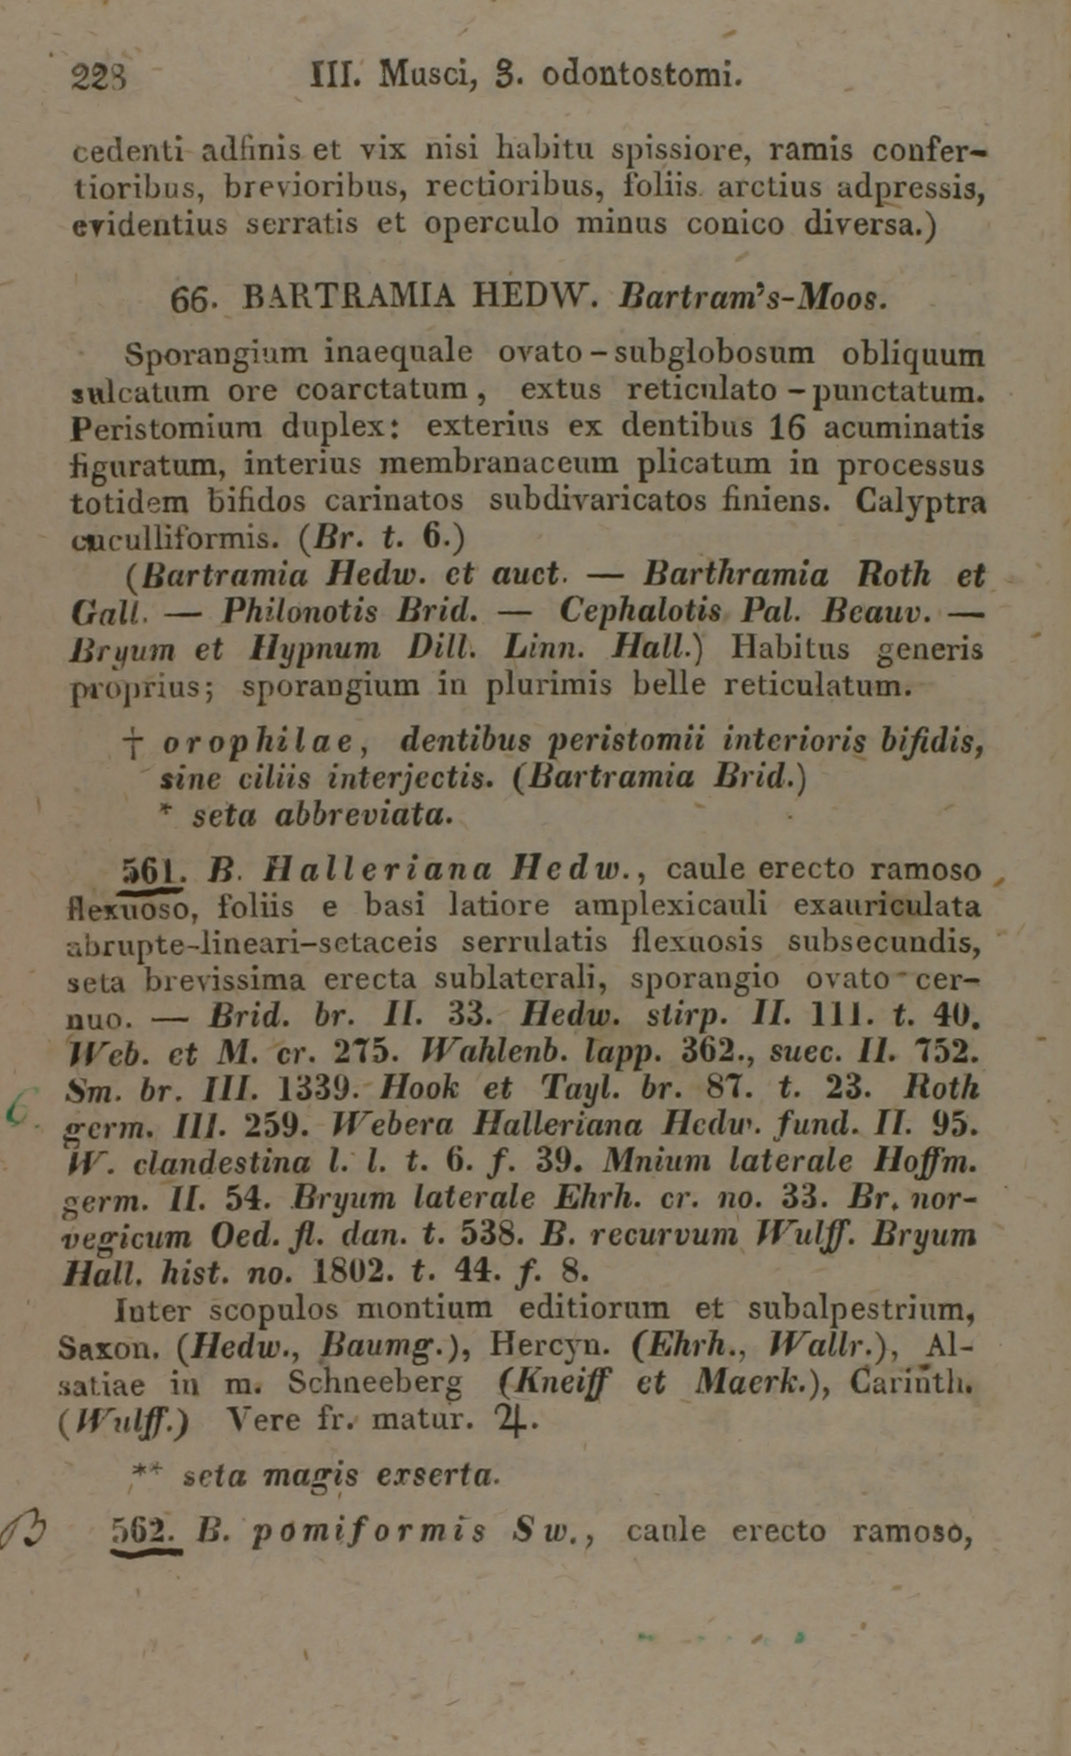 228 III. Musci, 3. odontostomi.
cedenti adfinis et vix nisi habitu spissiore, ramis confer-
tioribus, brevioribus, rectioribus, foliis arctius adpressis,
evidentius serratis et operculo minus conico diversa.)
66. BARTRAMIA HEDW. Bartram's-Moos.
Sporangium inaequale ovato-subglobosum obliquum
sulcatum ore coarctatum, extus reticulato-punctatum.
Peristomium duplex: exterius ex dentibus 16 acuminatis
figuratum, interius membranaceum plicatum in processus
totidem bifidos carinatos subdivaricatos finiens. Calyptra
cuculliformis. (Br. t. 6.)
(Bartramia Hedw. et auct. — Barthramia Roth et
Gall. — Philonotis Brid. — Cephalotis Pal. Beauv. —
Bryum et Hypnum Dill. Linn. Hall.) Habitus generis
proprius; sporangium in plurimis belle reticulatum.
† orophilae, dentibus peristomii interioris bifidis,
sine ciliis interjectis. (Bartramia Brid.)
* seta abbreviata.
561. B. Halleriana Hedw., caule erecto ramoso
flexuoso, foliis e basi latiore amplexicauli exauriculata
abrupte-lineari-setaceis serrulatis flexuosis subsecundis,
seta brevissima erecta sublaterali, sporangio ovato-cer-
nuo. — Brid. br. II. 33. Hedw. stirp. II. 111. t. 40.
Web. et M. cr. 275. Wahlenb. lapp. 362., suec. II. 752.
Sm. br. III. 1339. Hook et Tayl. br. 87. t. 23. Roth
6 germ. III. 259. Webera Halleriana Hedw. fund. II. 95.
W. clandestina l. l. t. 6. f. 39. Mnium laterale Hoffm.
germ. II. 54. Bryum laterale Ehrh. cr. no. 33. Br. nor-
vegicum Oed. fl. dan. t. 538. B. recurvum Wulff. Bryum
Hall. hist. no. 1802. t. 44. f. 8.
Inter scopulos montium editiorum et subalpestrium,
Saxon. (Hedw., Baumg.), Hercyn. (Ehrh., Wallr.), Al-
satiae in m. Schneeberg (Kneiff et Maerk.), Carinth.
(Wulff.) Vere fr. matur. ♃.
** seta magis exserta.
B 562. B. pomiformis Sw., caule erecto ramoso,